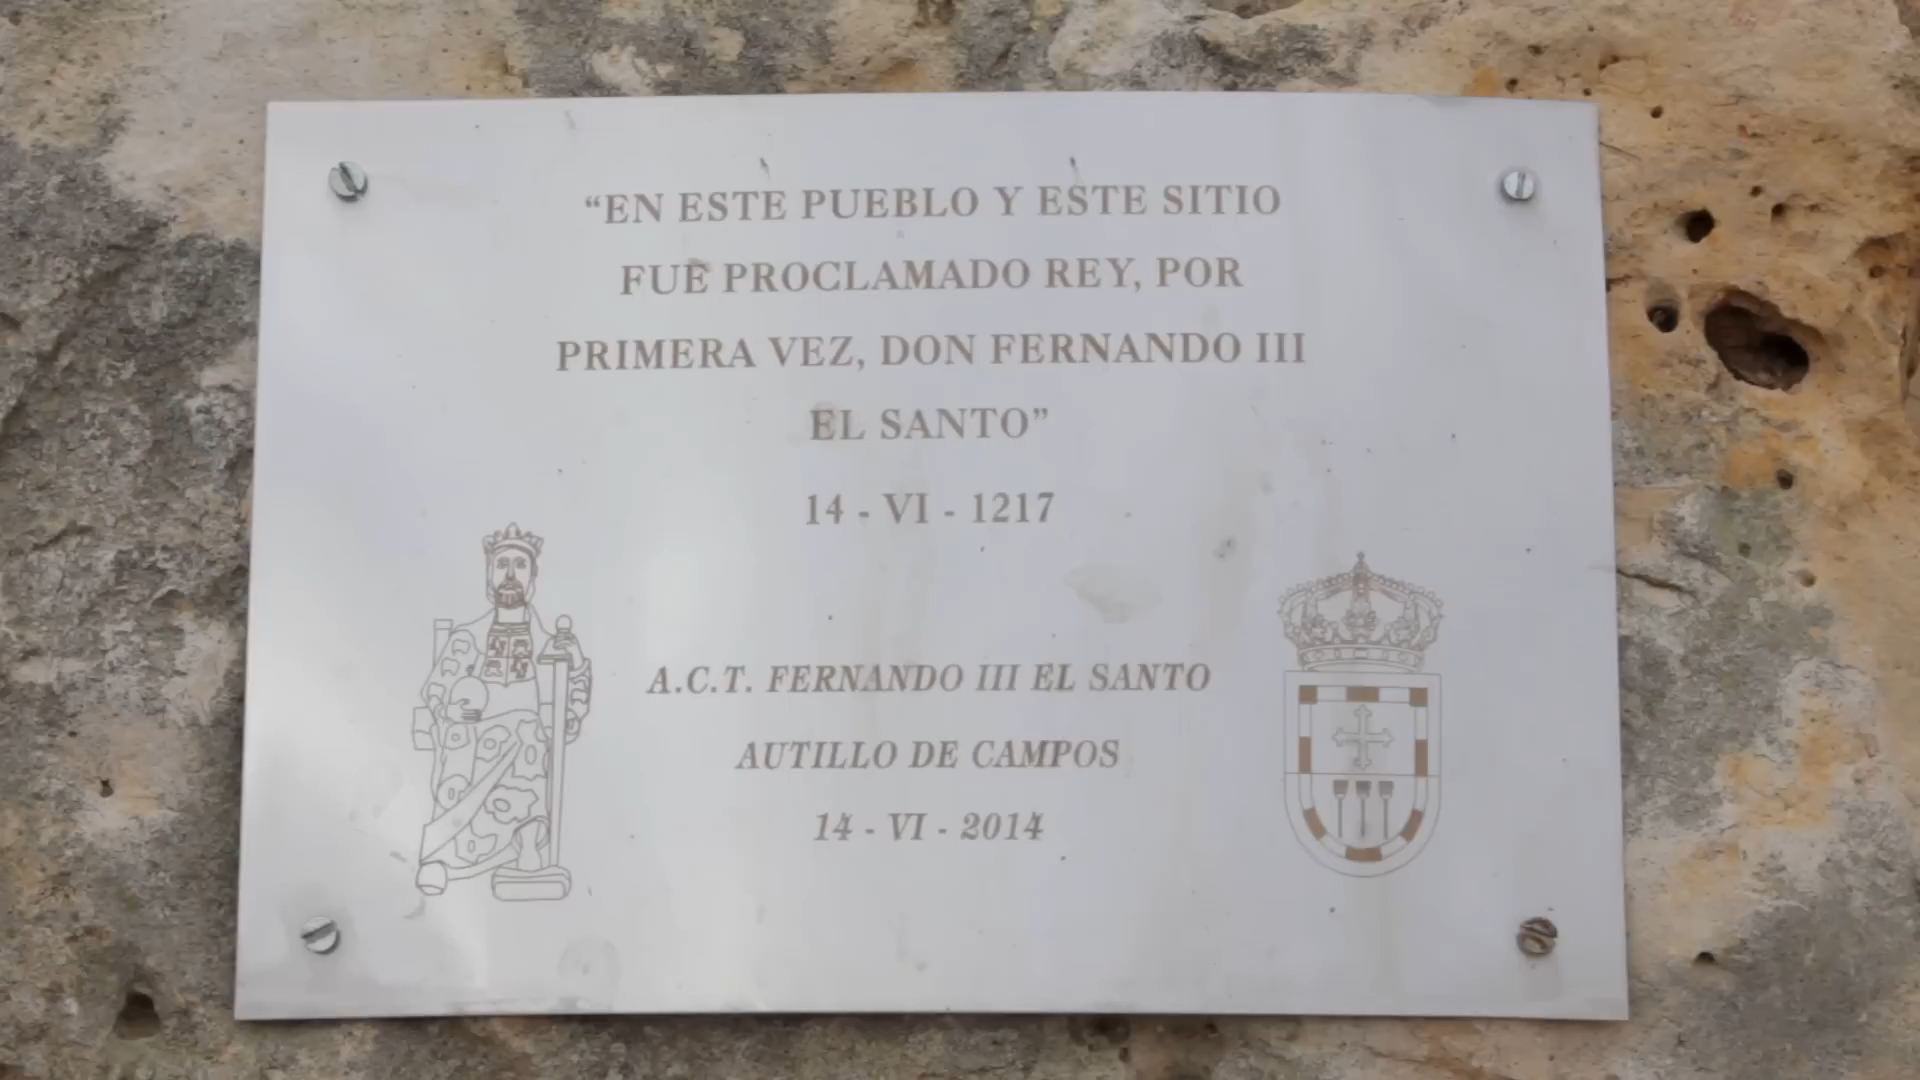 “EN ESTE PUEBLO Y ESTE SITIO
FUE PROCLAMADO REY, POR
PRIMERA VEZ, DON FERNANDO III
EL SANTO”
14 - VI - 1217
A.C.T. FERNANDO III EL SANTO
AUTILLO DE CAMPOS
14 - VI - 2014